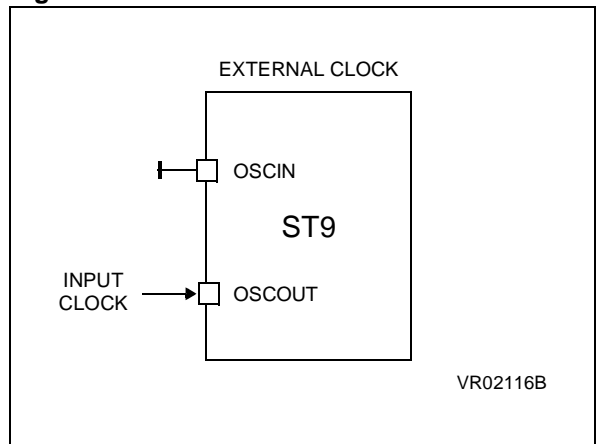 EXTERNAL CLOCK
OSCIN
ST9
INPUT
CLOCK
OSCOUT
VR02116B